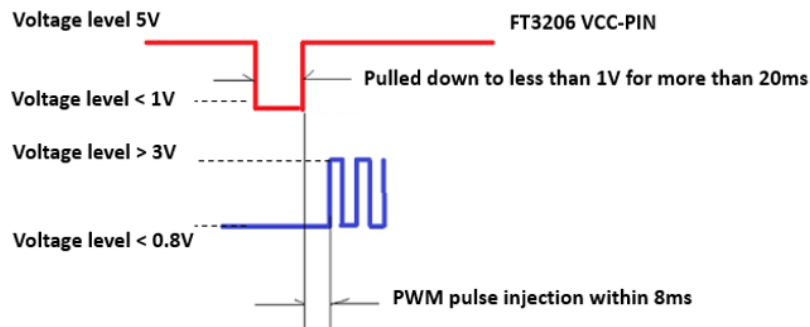 Voltage level 5V
FT3206 VCC-PIN
Pulled down to less than 1V for more than 20ms
Voltage level < 1V
Voltage level > 3V
Voltage level < 0.8V
PWM pulse injection within 8ms